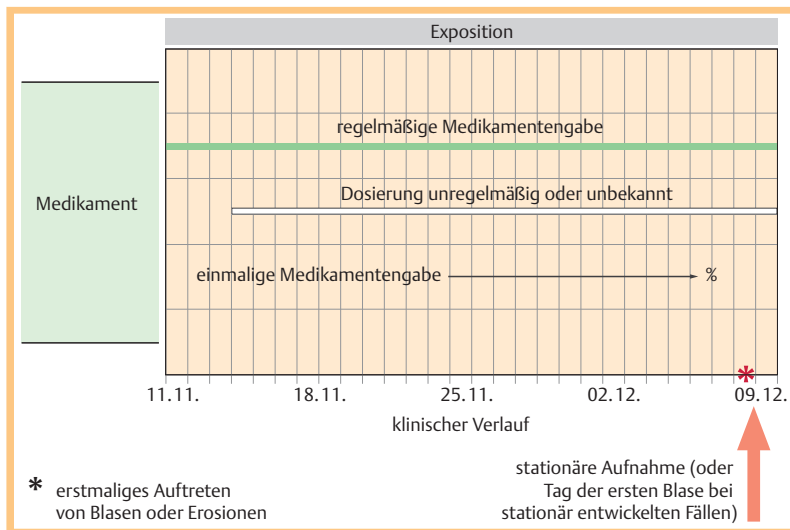 Exposition
regelmäßige Medikamentengabe
Medikament
Dosierung unregelmäßig oder unbekannt
einmalige Medikamentengabe %
*
11.11. 18.11. 25.11. 02.12. 09.12.
klinischer Verlauf
* erstmaliges Auftreten
von Blasen oder Erosionen
stationäre Aufnahme (oder
Tag der ersten Blase bei
stationär entwickelten Fällen)